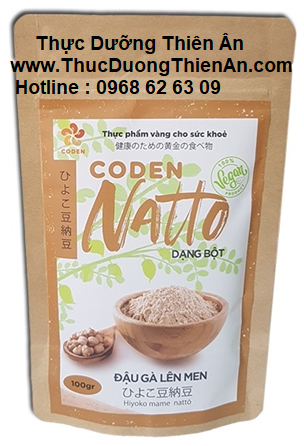 Thực Dưỡng Thiên Ân
www.ThucDuongThienAn.com
Hotline : 0968 62 63 09
CODEN
Thực phẩm vàng cho sức khoẻ
健康のための黄金の食べ物
CODEN
Natto
DẠNG BỘT
100%
Vegan
PRODUCT
ひよこ豆納豆
100gr
ĐẬU GÀ LÊN MEN
ひよこ豆納豆
Hiyoko mame nattō